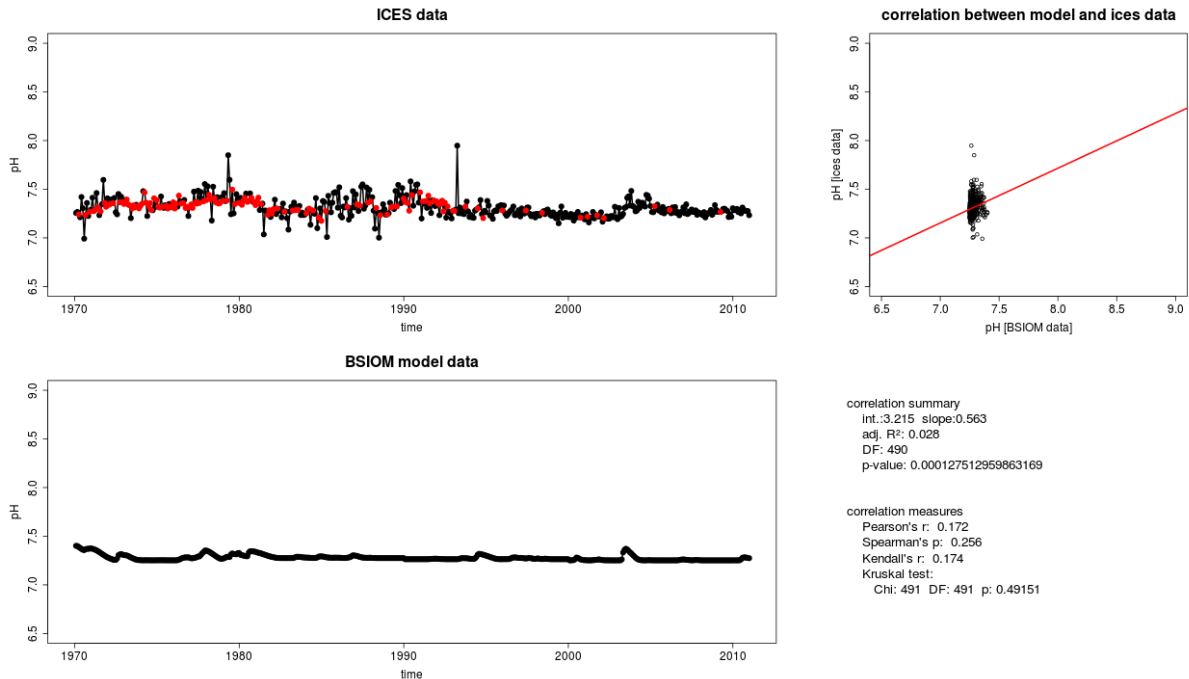 ICES data
pH
9.0
8.5
8.0
7.5
7.0
6.5
1970
1980
1990
2000
2010
time
correlation between model and ices data
pH [ices data]
9.0
8.5
8.0
7.5
7.0
6.5
6.5
7.0
7.5
8.0
8.5
9.0
pH [BSIOM data]
BSIOM model data
pH
9.0
8.5
8.0
7.5
7.0
6.5
1970
1980
1990
2000
2010
time
correlation summary
int.:3.215 slope:0.563
adj. R²: 0.028
DF: 490
p-value: 0.000127512959863169
correlation measures
Pearson's r: 0.172
Spearman's p: 0.256
Kendall's r: 0.174
Kruskal test:
Chi: 491 DF: 491 p: 0.49151